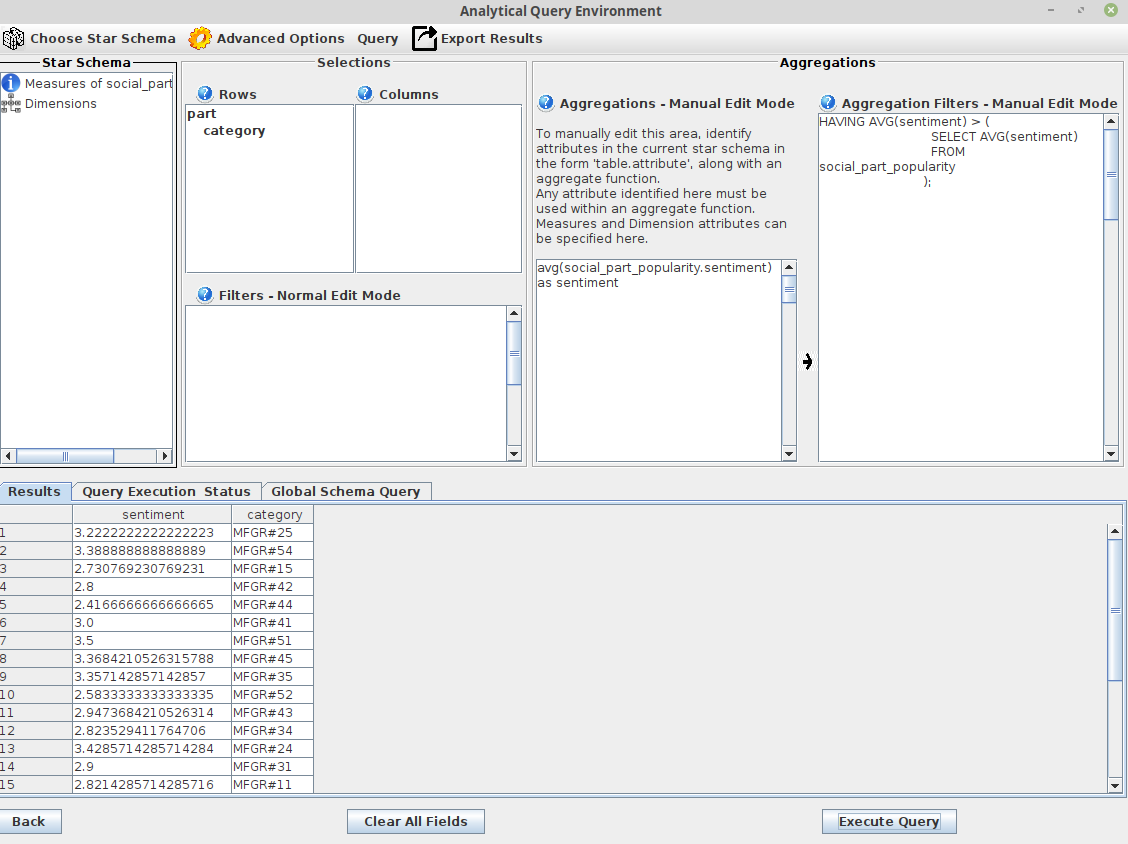 Analytical Query Environment
Choose Star Schema Advanced Options Query Export Results
Star Schema
Measures of social_part
Dimensions
Selections
Rows
part
category
Columns
Filters - Normal Edit Mode
Aggregations
Aggregations - Manual Edit Mode
To manually edit this area, identify
attributes in the current star schema in
the form 'table.attribute', along with an
aggregate function.
Any attribute identified here must be
used within an aggregate function.
Measures and Dimension attributes can
be specified here.
avg(social_part_popularity.sentiment)
as sentiment
Aggregation Filters - Manual Edit Mode
HAVING AVG(sentiment) > (
SELECT AVG(sentiment)
FROM
social_part_popularity
);
Results Query Execution Status Global Schema Query
sentiment category
1 3.2222222222222223 MFGR#25
2 3.388888888888889 MFGR#54
3 2.730769230769231 MFGR#15
4 2.8 MFGR#42
5 2.4166666666666665 MFGR#44
6 3.0 MFGR#41
7 3.5 MFGR#51
8 3.3684210526315788 MFGR#45
9 3.357142857142857 MFGR#35
10 2.5833333333333335 MFGR#52
11 2.9473684210526314 MFGR#43
12 2.823529411764706 MFGR#34
13 3.4285714285714284 MFGR#24
14 2.9 MFGR#31
15 2.8214285714285716 MFGR#11
Back Clear All Fields Execute Query